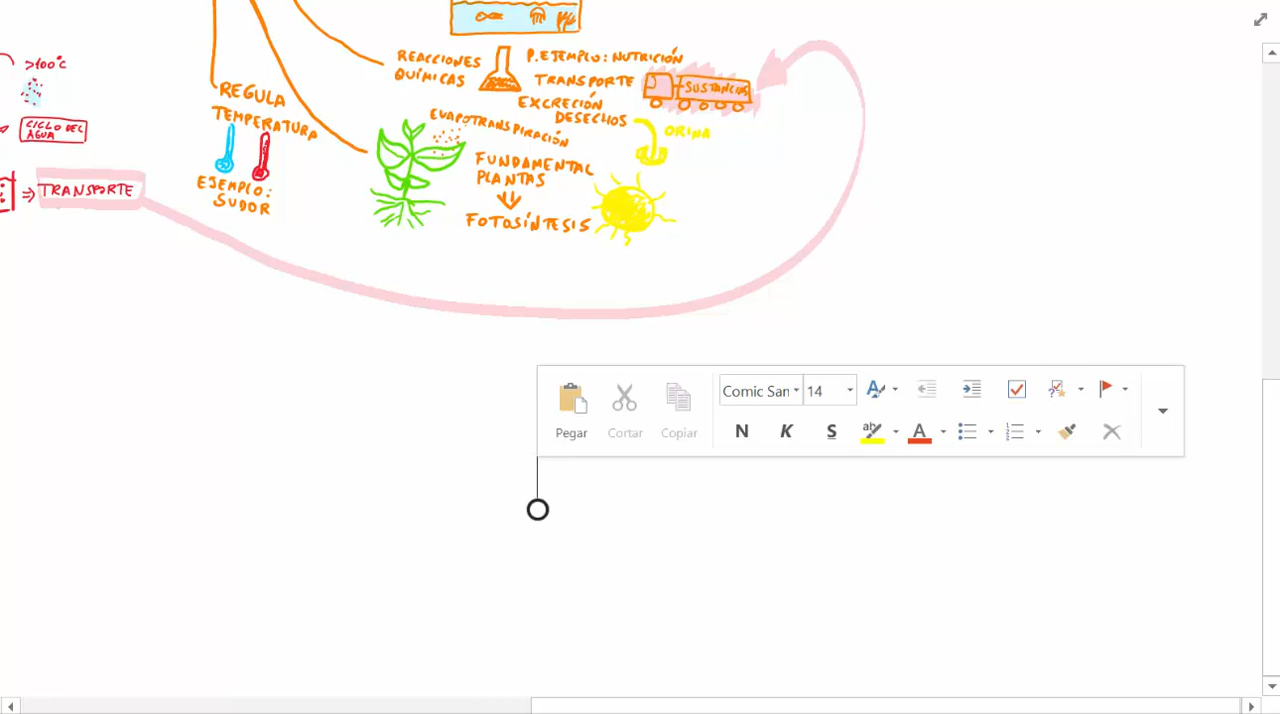 >100°C
CICLO DEL
AGUA
⇒ TRANSPORTE
REGULA
TEMPERATURA
EJEMPLO:
SUDOR
REACCIONES
QUÍMICAS
P. EJEMPLO: NUTRICIÓN
TRANSPORTE
SUSTANCIAS
EXCRECIÓN
DESECHOS
ORINA
EVAPOTRANSPIRACIÓN
FUNDAMENTAL
PLANTAS
FOTOSÍNTESIS
Comic San
14
Pegar
Cortar
Copiar
N
K
S
ab
A